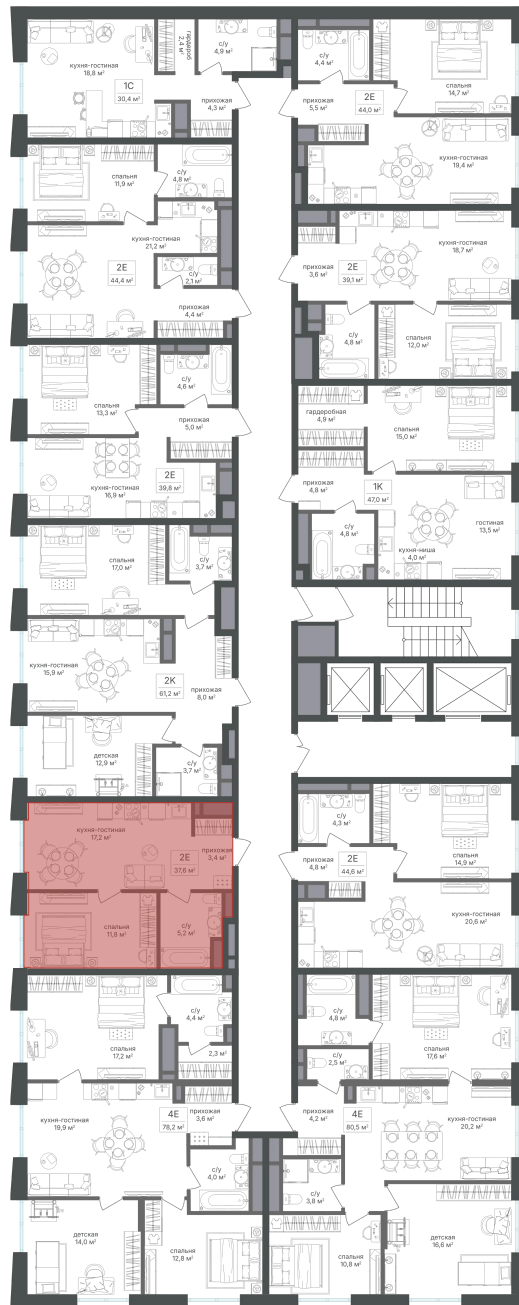 кухня-гостиная
18,8 м²
гардероб
2,4 м²
с/у
4,9 м²
1С
30,4 м²
прихожая
4,3 м²
с/у
4,4 м²
спальня
14,7 м²
прихожая
5,5 м²
2Е
44,0 м²
кухня-гостиная
19,4 м²
спальня
11,9 м²
с/у
4,8 м²
кухня-гостиная
21,2 м²
2Е
44,4 м²
с/у
2,1 м²
прихожая
4,4 м²
кухня-гостиная
18,7 м²
прихожая
3,6 м²
2Е
39,1 м²
с/у
4,8 м²
спальня
12,0 м²
с/у
4,6 м²
спальня
13,3 м²
прихожая
5,0 м²
2Е
39,8 м²
кухня-гостиная
16,9 м²
гардеробная
4,9 м²
спальня
15,0 м²
прихожая
4,8 м²
1К
47,0 м²
гостиная
13,5 м²
с/у
4,8 м²
кухня-ниша
4,0 м²
спальня
17,0 м²
с/у
3,7 м²
кухня-гостиная
15,9 м²
2К
61,2 м²
прихожая
8,0 м²
детская
12,9 м²
с/у
3,7 м²
кухня-гостиная
17,2 м²
прихожая
3,4 м²
2Е
37,6 м²
спальня
11,8 м²
с/у
5,2 м²
с/у
4,3 м²
спальня
14,9 м²
прихожая
4,8 м²
2Е
44,6 м²
кухня-гостиная
20,6 м²
с/у
4,4 м²
спальня
17,2 м²
2,3 м²
кухня-гостиная
19,9 м²
4Е
78,2 м²
прихожая
3,6 м²
с/у
4,0 м²
детская
14,0 м²
спальня
12,8 м²
с/у
4,8 м²
с/у
2,5 м²
спальня
17,6 м²
прихожая
4,2 м²
4Е
80,5 м²
кухня-гостиная
20,2 м²
с/у
3,8 м²
спальня
10,8 м²
детская
16,6 м²